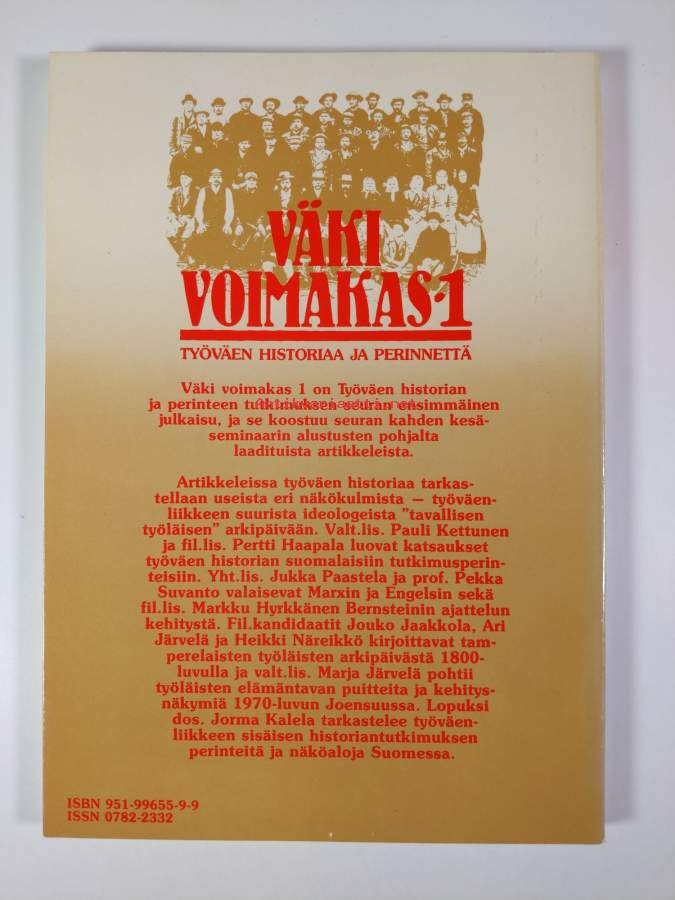 VÄKI
VOIMAKAS·1
TYÖVÄEN HISTORIAA JA PERINNETTÄ
Väki voimakas 1 on Työväen historian
ja perinteen tutkimuksen seuran ensimmäinen
julkaisu, ja se koostuu seuran kahden kesä-
seminaarin alustusten pohjalta
laadituista artikkeleista.
Artikkeleissa työväen historiaa tarkas-
tellaan useista eri näkökulmista — työväen-
liikkeen suurista ideologeista ”tavallisen
työläisen” arkipäivään. Valt.lis. Pauli Kettunen
ja fil.lis. Pertti Haapala luovat katsaukset
työväen historian suomalaisiin tutkimusperin-
teisiin. Yht.lis. Jukka Paastela ja prof. Pekka
Suvanto valaisevat Marxin ja Engelsin sekä
fil.lis. Markku Hyrkkänen Bernsteinin ajattelun
kehitystä. Fil.kandidaatit Jouko Jaakkola, Ari
Järvelä ja Heikki Näreikkö kirjoittavat tam-
perelaisten työläisten arkipäivästä 1800-
luvulla ja valt.lis. Marja Järvelä pohtii
työläisten elämäntavan puitteita ja kehitys-
näkymiä 1970-luvun Joensuussa. Lopuksi
dos. Jorma Kalela tarkastelee työväen-
liikkeen sisäisen historiantutkimuksen
perinteitä ja näköaloja Suomessa.
ISBN 951-99655-9-9
ISSN 0782-2332